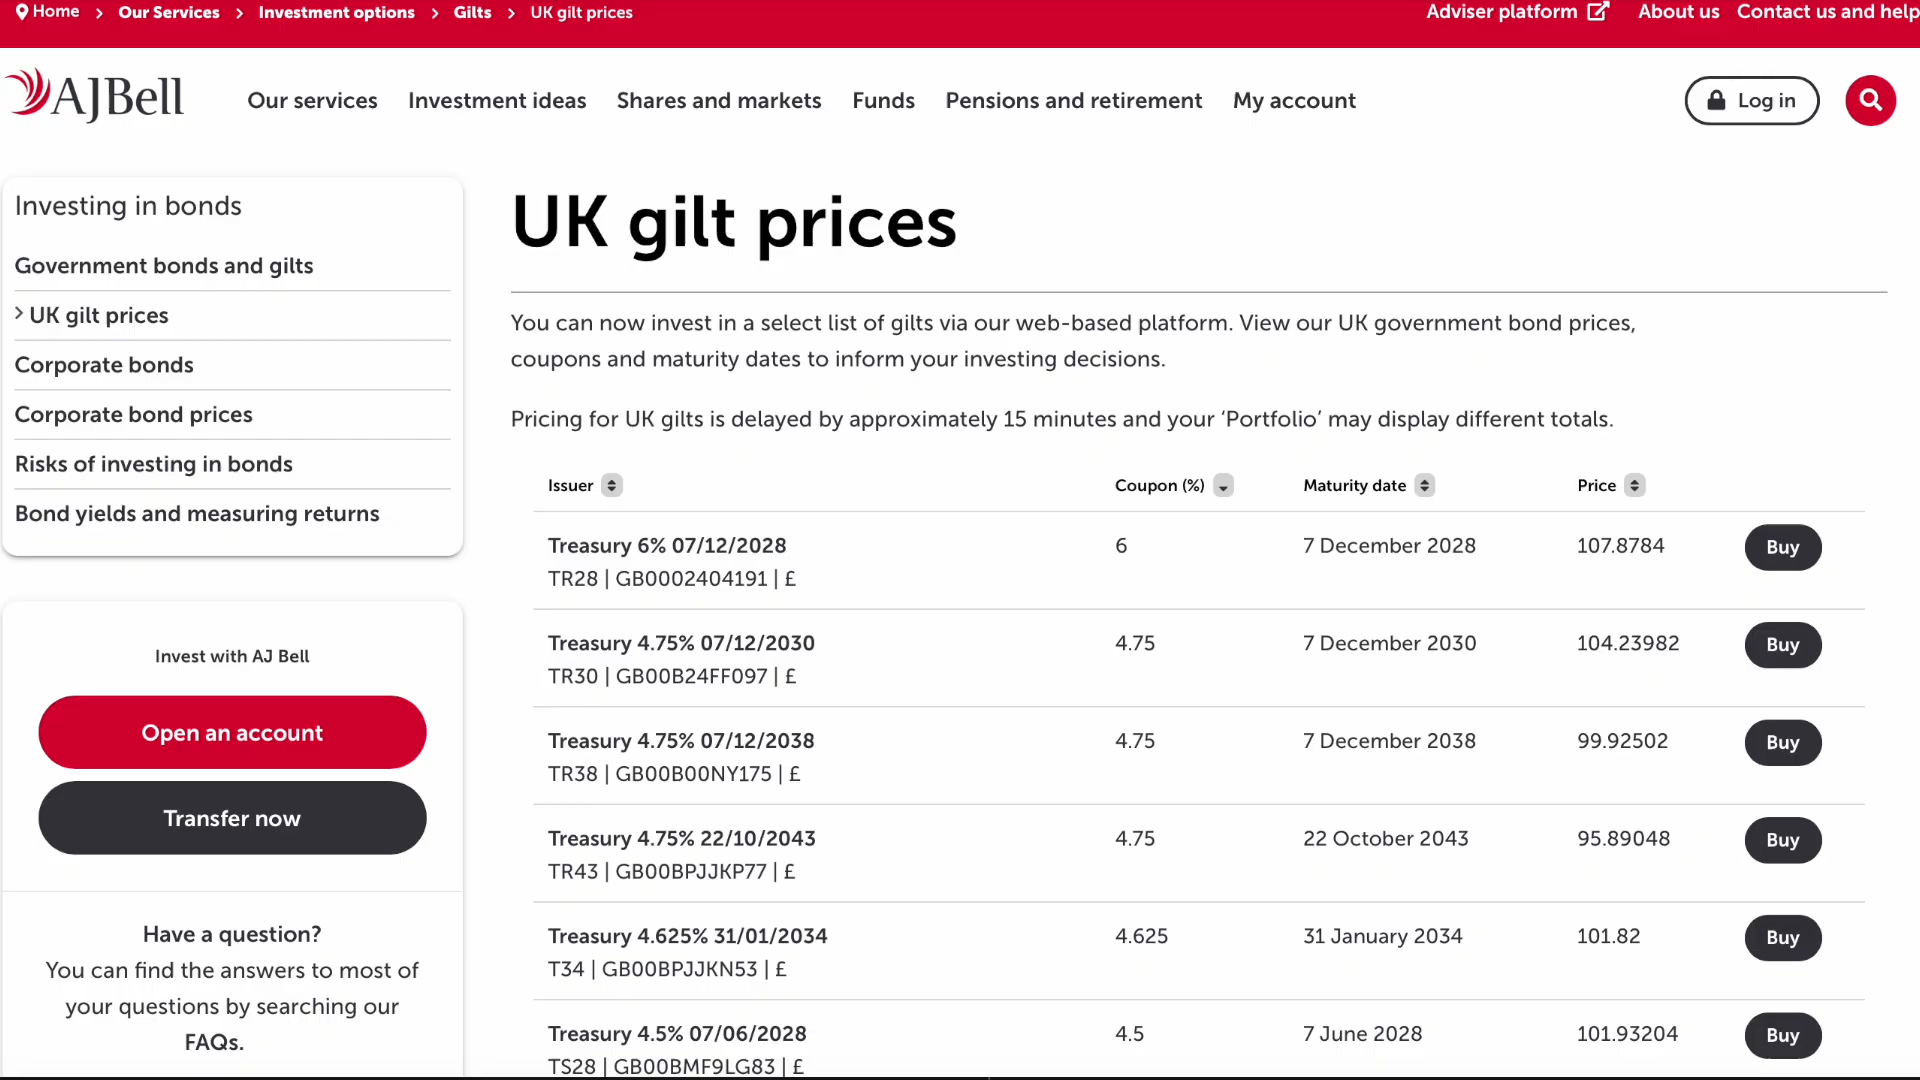 Home > Our Services > Investment options > Gilts > UK gilt prices
Adviser platform About us Contact us and help
AJBell
Our services Investment ideas Shares and markets Funds Pensions and retirement My account
Log in
Investing in bonds
Government bonds and gilts
> UK gilt prices
Corporate bonds
Corporate bond prices
Risks of investing in bonds
Bond yields and measuring returns
Invest with AJ Bell
Open an account
Transfer now
Have a question?
You can find the answers to most of
your questions by searching our
FAQs.
UK gilt prices
You can now invest in a select list of gilts via our web-based platform. View our UK government bond prices,
coupons and maturity dates to inform your investing decisions.
Pricing for UK gilts is delayed by approximately 15 minutes and your ‘Portfolio’ may display different totals.
Issuer Coupon (%) Maturity date Price
Treasury 6% 07/12/2028 6 7 December 2028 107.8784 Buy
TR28 | GB0002404191 | £
Treasury 4.75% 07/12/2030 4.75 7 December 2030 104.23982 Buy
TR30 | GB00B24FF097 | £
Treasury 4.75% 07/12/2038 4.75 7 December 2038 99.92502 Buy
TR38 | GB00B00NY175 | £
Treasury 4.75% 22/10/2043 4.75 22 October 2043 95.89048 Buy
TR43 | GB00BPJJKP77 | £
Treasury 4.625% 31/01/2034 4.625 31 January 2034 101.82 Buy
T34 | GB00BPJJKN53 | £
Treasury 4.5% 07/06/2028 4.5 7 June 2028 101.93204 Buy
TS28 | GB00BMF9LG83 | £